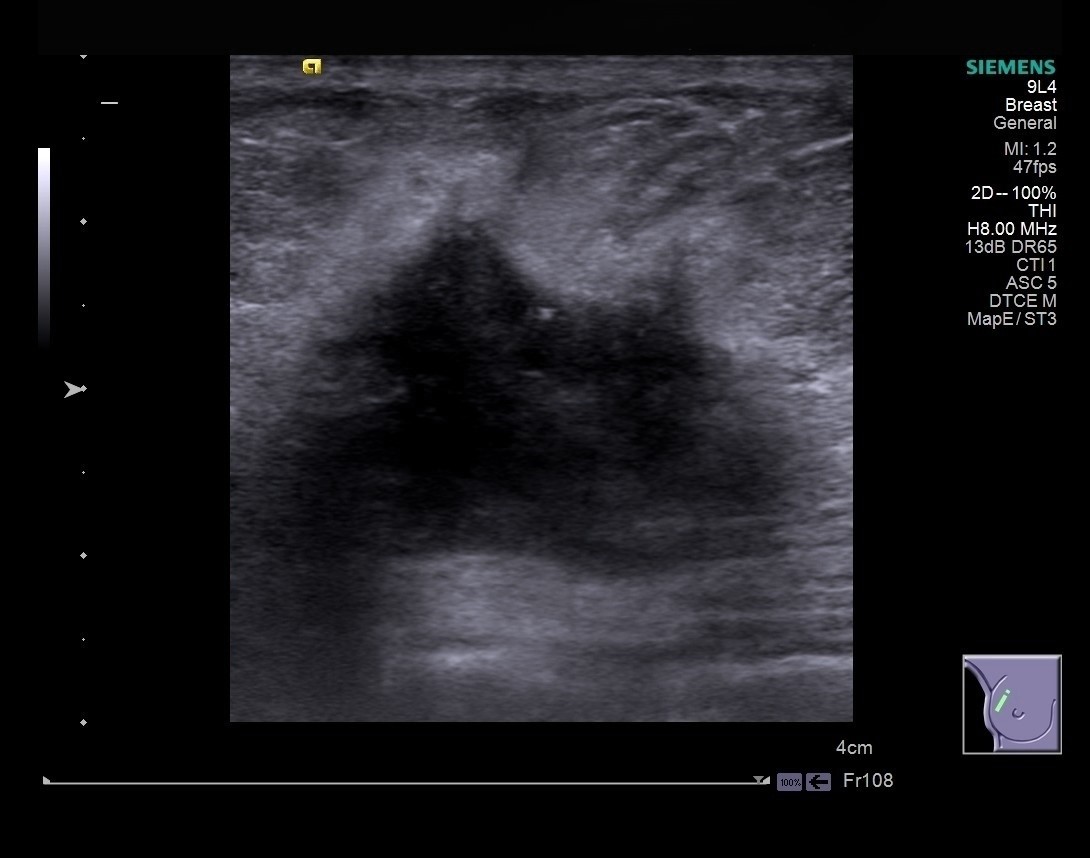 SIEMENS
9L4
Breast
General
MI: 1.2
47fps
2D--100%
THI
H8.00 MHz
13dB DR65
CTI 1
ASC 5
DTCE M
MapE / ST3
4cm
100%
Fr108